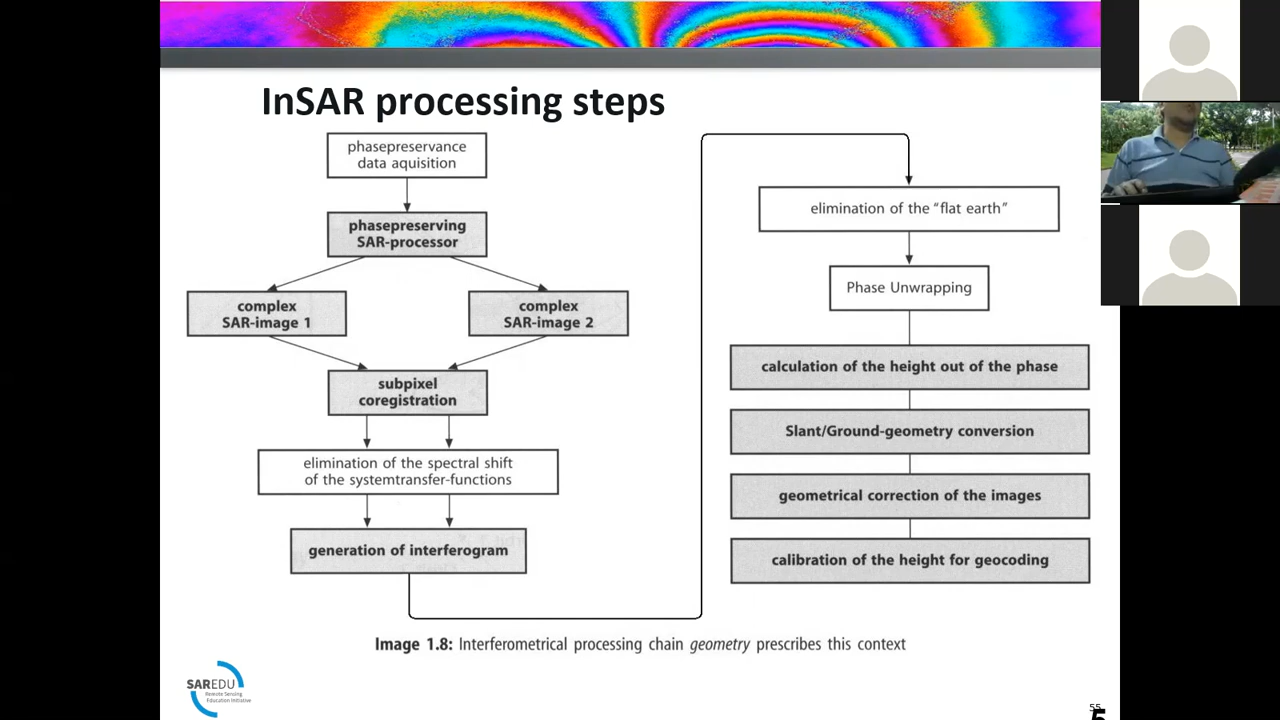 InSAR processing steps
phasepreservance
data aquisition
phasepreserving
SAR-processor
complex
SAR-image 1
complex
SAR-image 2
subpixel
coregistration
elimination of the spectral shift
of the systemtransfer-functions
generation of interferogram
elimination of the “flat earth”
Phase Unwrapping
calculation of the height out of the phase
Slant/Ground-geometry conversion
geometrical correction of the images
calibration of the height for geocoding
Image 1.8: Interferometrical processing chain geometry prescribes this context
SAREDU
Remote Sensing
Education Initiative
55